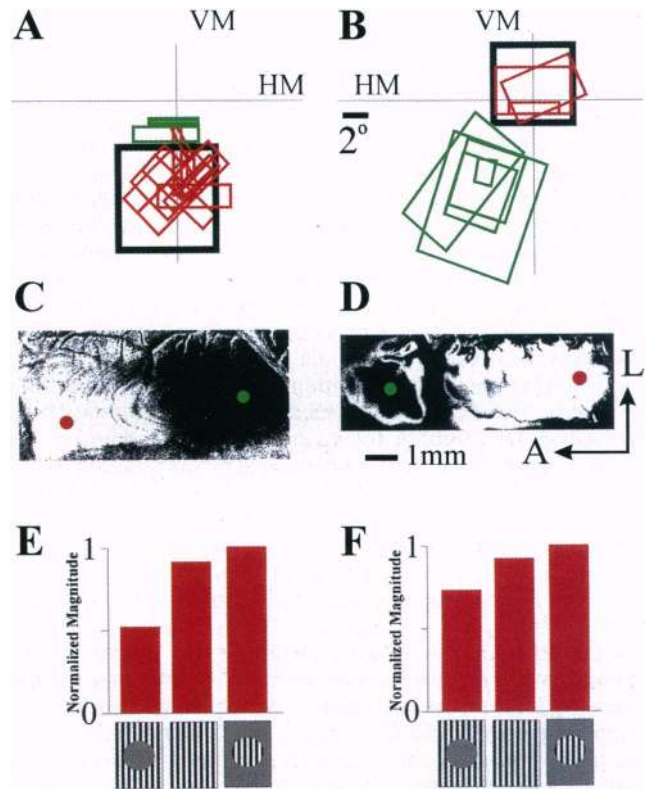 A
VM
HM
B
VM
HM
2°
C
D
L
A
1mm
E
Normalized Magnitude
1
0
F
Normalized Magnitude
1
0